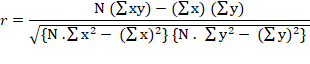 r = N (∑xy) − (∑x) (∑y) / √{N .∑x² − (∑x)²} {N . ∑y² − (∑y)²}